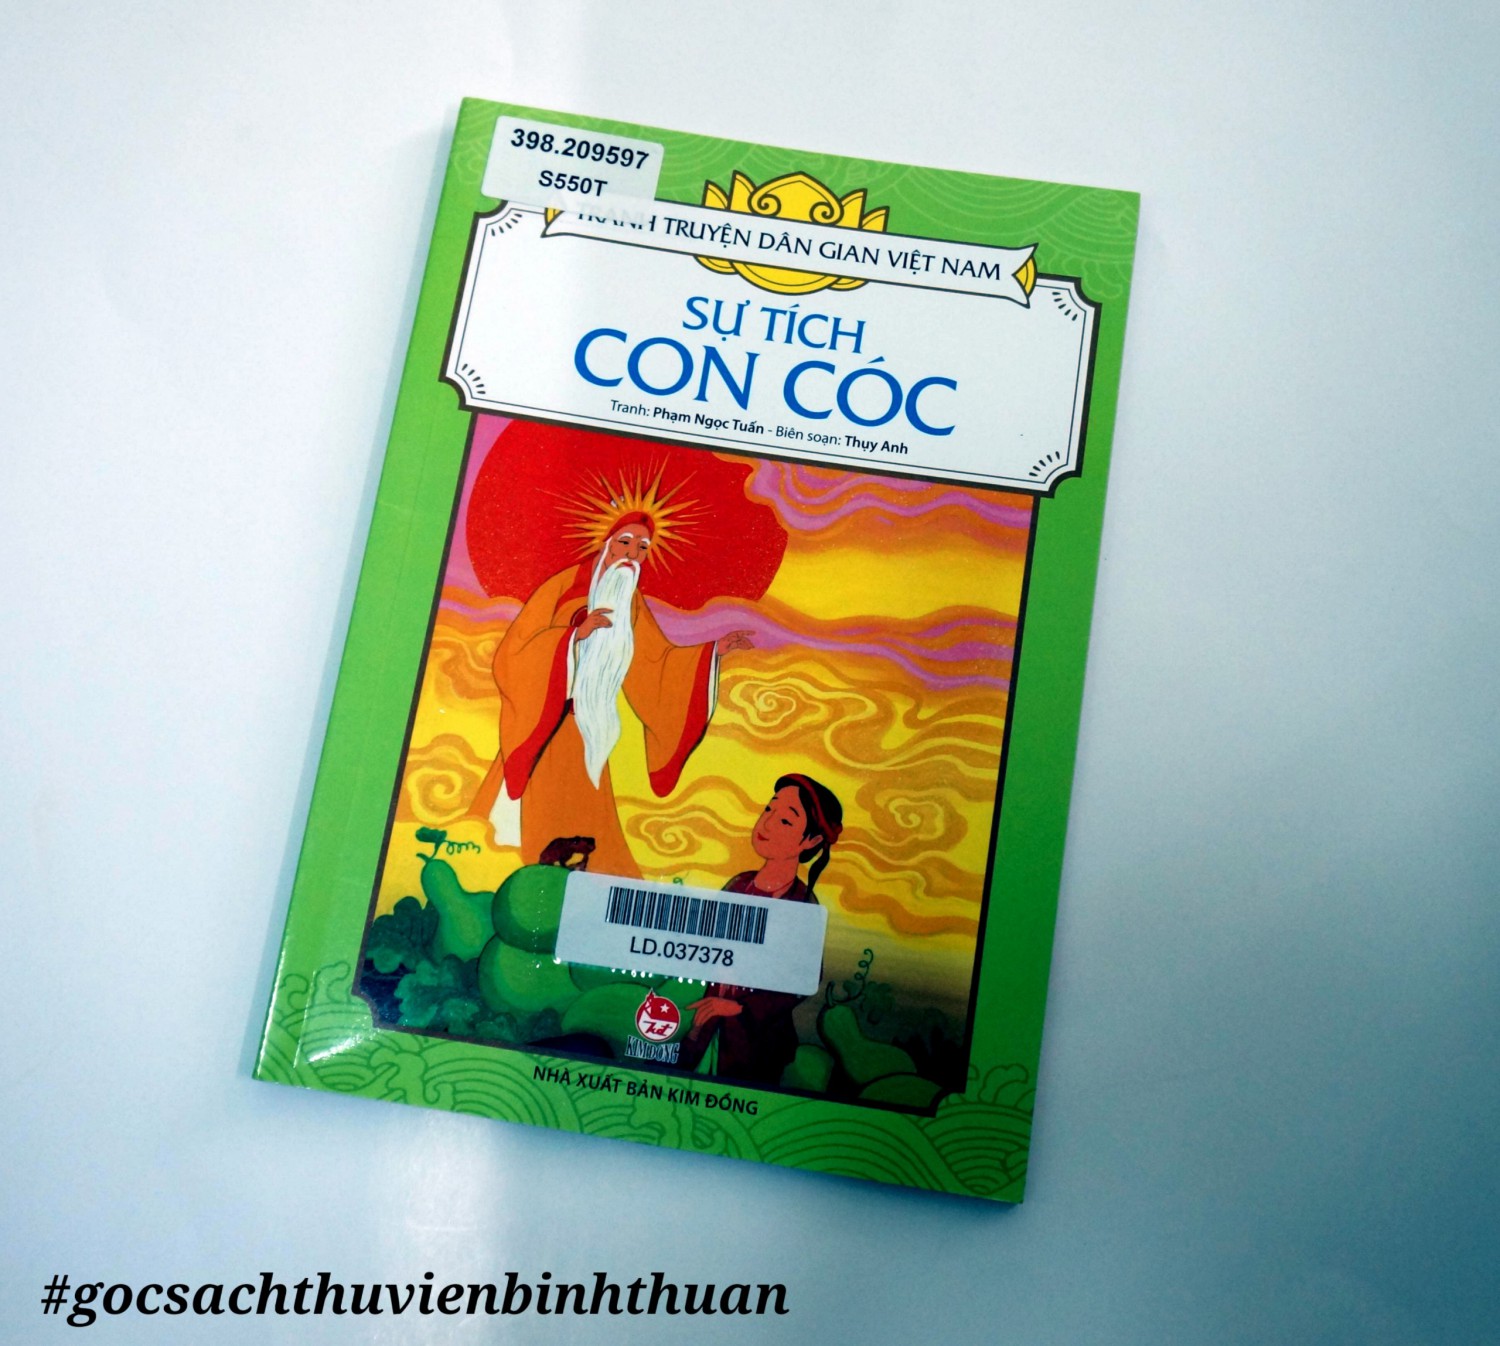 398.209597
S550T
TRANH TRUYỆN DÂN GIAN VIỆT NAM
SỰ TÍCH
CON CÓC
Tranh: Phạm Ngọc Tuấn - Biên soạn: Thụy Anh
LD.037378
KIM ĐỒNG
NHÀ XUẤT BẢN KIM ĐỒNG
#gocsachthuvienbinhthuan